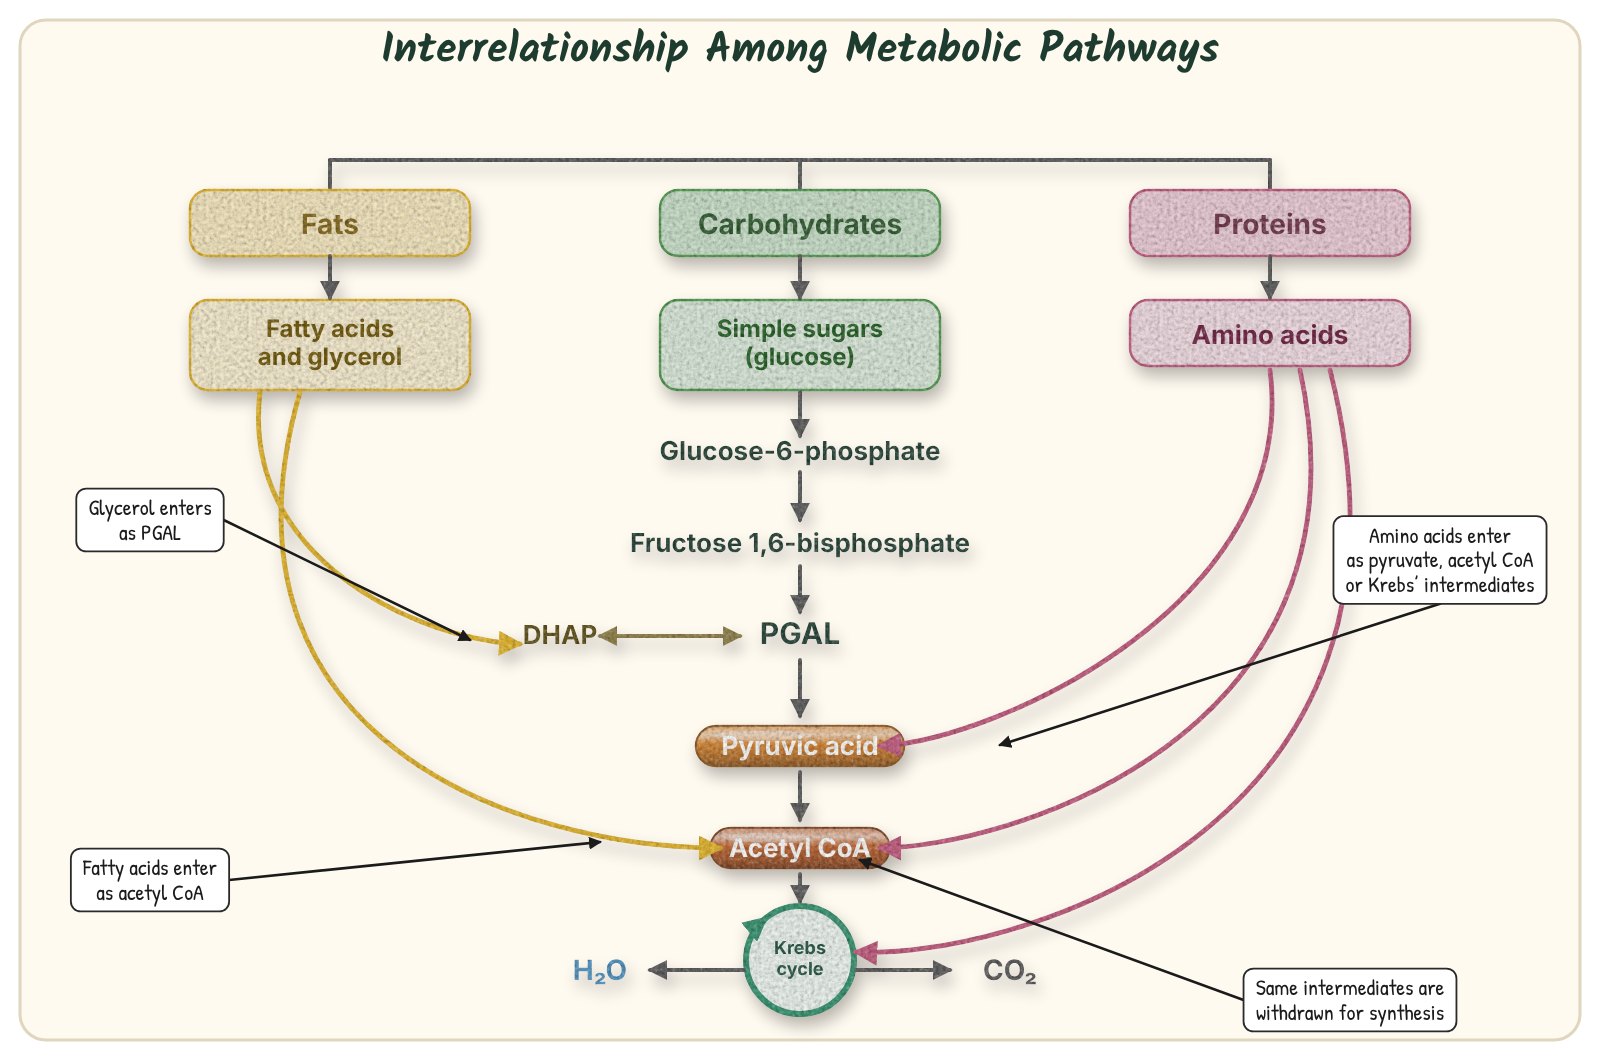 Interrelationship Among Metabolic Pathways
Fats
Carbohydrates
Proteins
Fatty acids
and glycerol
Simple sugars
(glucose)
Amino acids
Glucose-6-phosphate
Glycerol enters
as PGAL
Fructose 1,6-bisphosphate
Amino acids enter
as pyruvate, acetyl CoA
or Krebs' intermediates
DHAP
PGAL
Pyruvic acid
Acetyl CoA
Fatty acids enter
as acetyl CoA
Krebs
cycle
H₂O
CO₂
Same intermediates are
withdrawn for synthesis